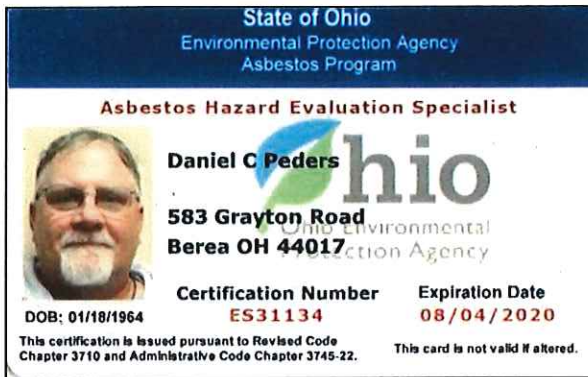 State of Ohio
Environmental Protection Agency
Asbestos Program
Asbestos Hazard Evaluation Specialist
Daniel C Peders
583 Grayton Road
Berea OH 44017
Ohio
Ohio Environmental
Protection Agency
DOB: 01/18/1964
Certification Number
ES31134
Expiration Date
08/04/2020
This certification is issued pursuant to Revised Code
Chapter 3710 and Administrative Code Chapter 3745-22.
This card is not valid if altered.